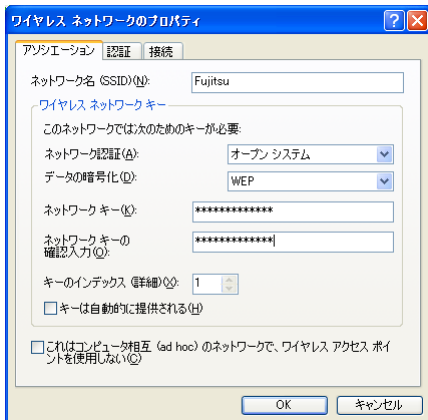 ワイヤレス ネットワークのプロパティ
アソシエーション 認証 接続
ネットワーク名 (SSID)(N): Fujitsu
ワイヤレス ネットワーク キー
このネットワークでは次のためのキーが必要:
ネットワーク認証(A): オープン システム
データの暗号化(D): WEP
ネットワーク キー(K): *************
ネットワーク キーの
確認入力(O): *************
キーのインデックス (詳細)(X): 1
キーは自動的に提供される(H)
これはコンピュータ相互 (ad hoc) のネットワークで、ワイヤレス アクセス ポイ
ントを使用しない(C)
OK キャンセル